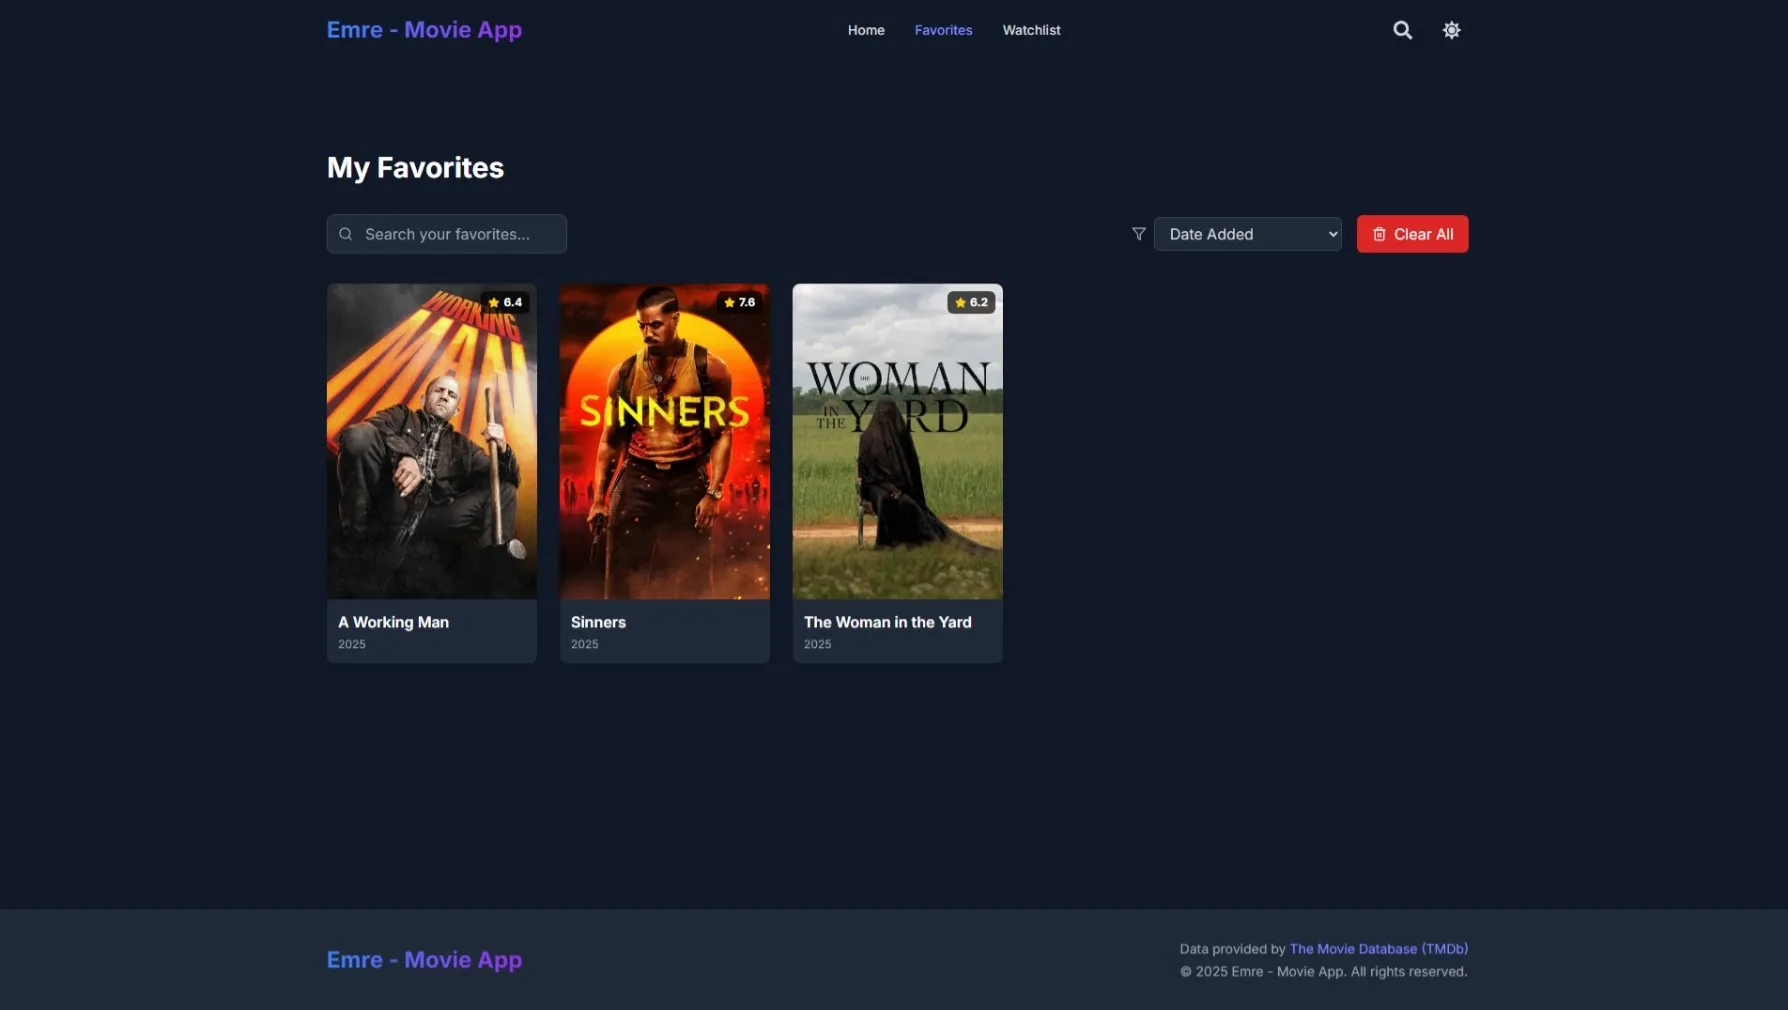 Emre - Movie App
Home
Favorites
Watchlist
My Favorites
Search your favorites...
Date Added
Clear All
WORKING
MAN
6.4
SINNERS
7.6
THE
WOMAN
IN THE YARD
6.2
A Working Man
2025
Sinners
2025
The Woman in the Yard
2025
Emre - Movie App
Data provided by The Movie Database (TMDb)
© 2025 Emre - Movie App. All rights reserved.